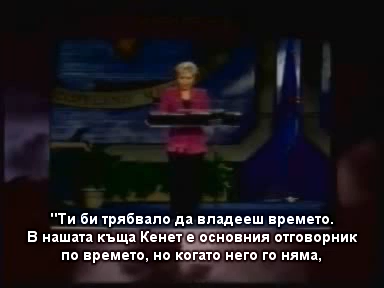 "Ти би трябвало да владееш времето.
В нашата къща Кенет е основния отговорник
по времето, но когато него го няма,